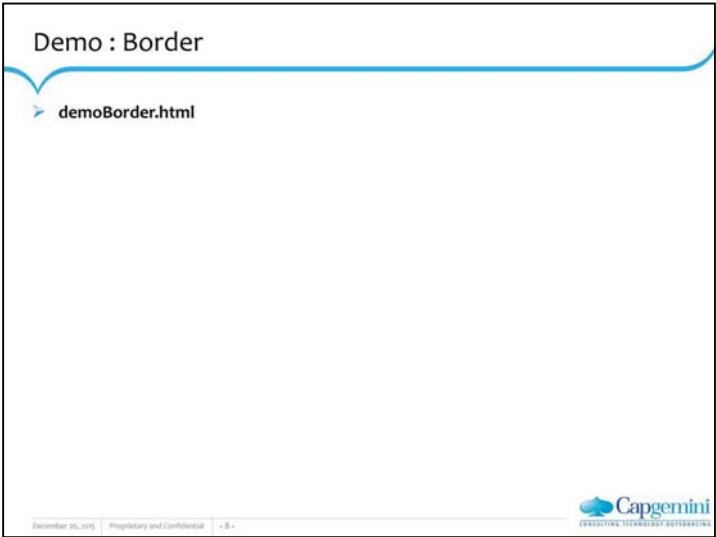 Demo : Border
demoBorder.html
Capgemini
CONSULTING. TECHNOLOGY. OUTSOURCING
December 20, 2015 Proprietary and Confidential - 8 -